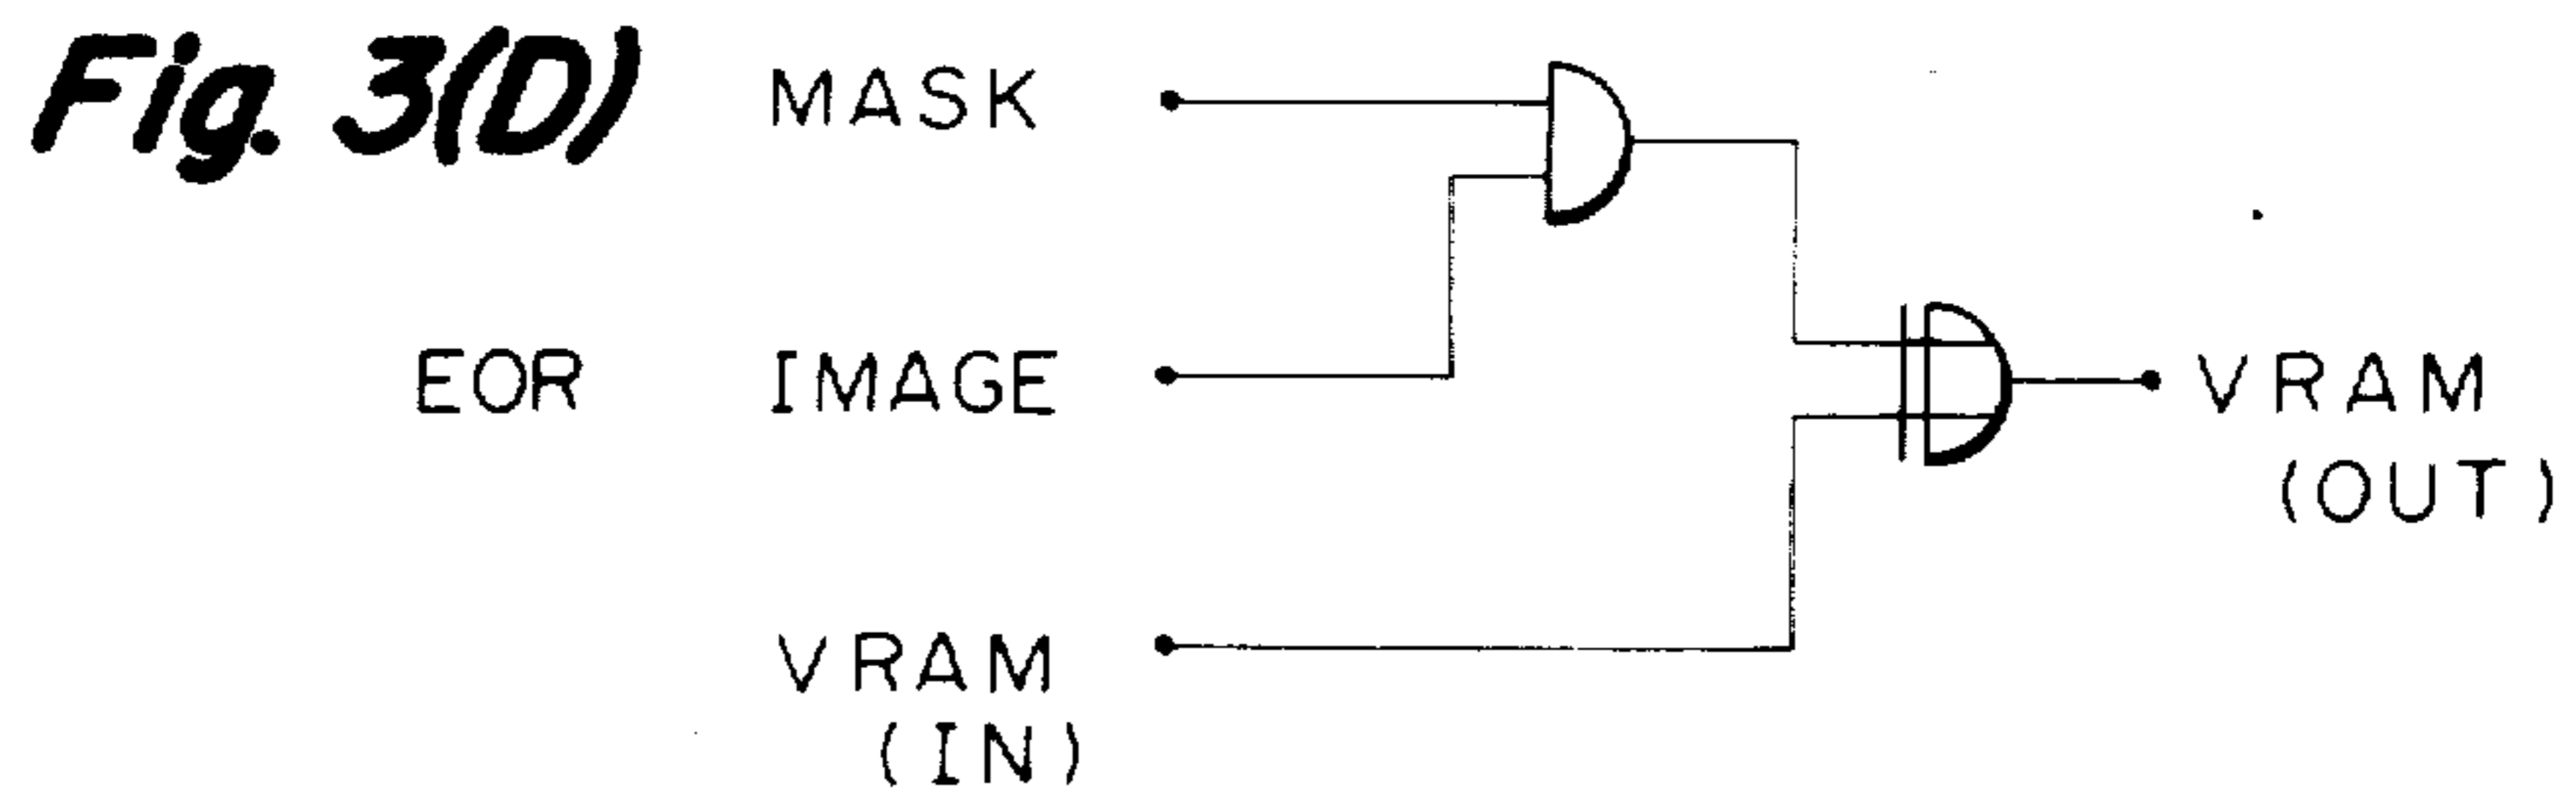 Fig. 3(D)
MASK
EOR IMAGE
VRAM
(OUT)
VRAM
(IN)